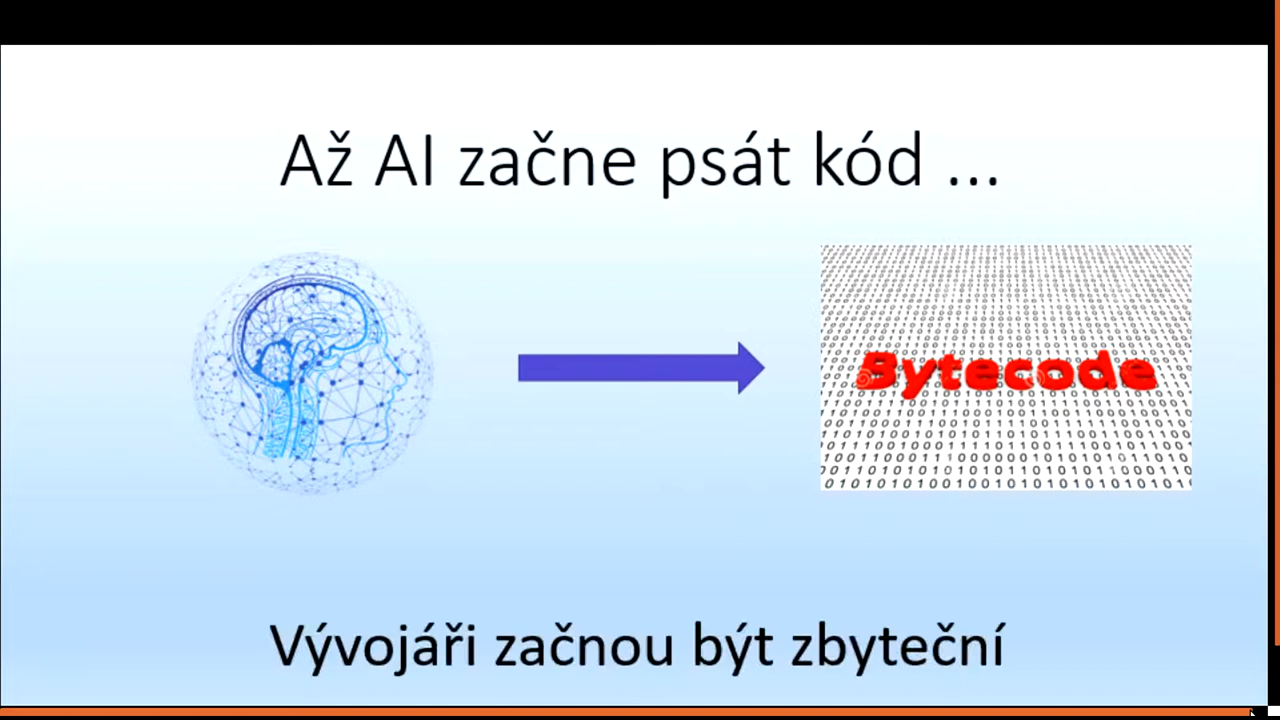 Až AI začne psát kód ...
Bytecode
Vývojáři začnou být zbyteční